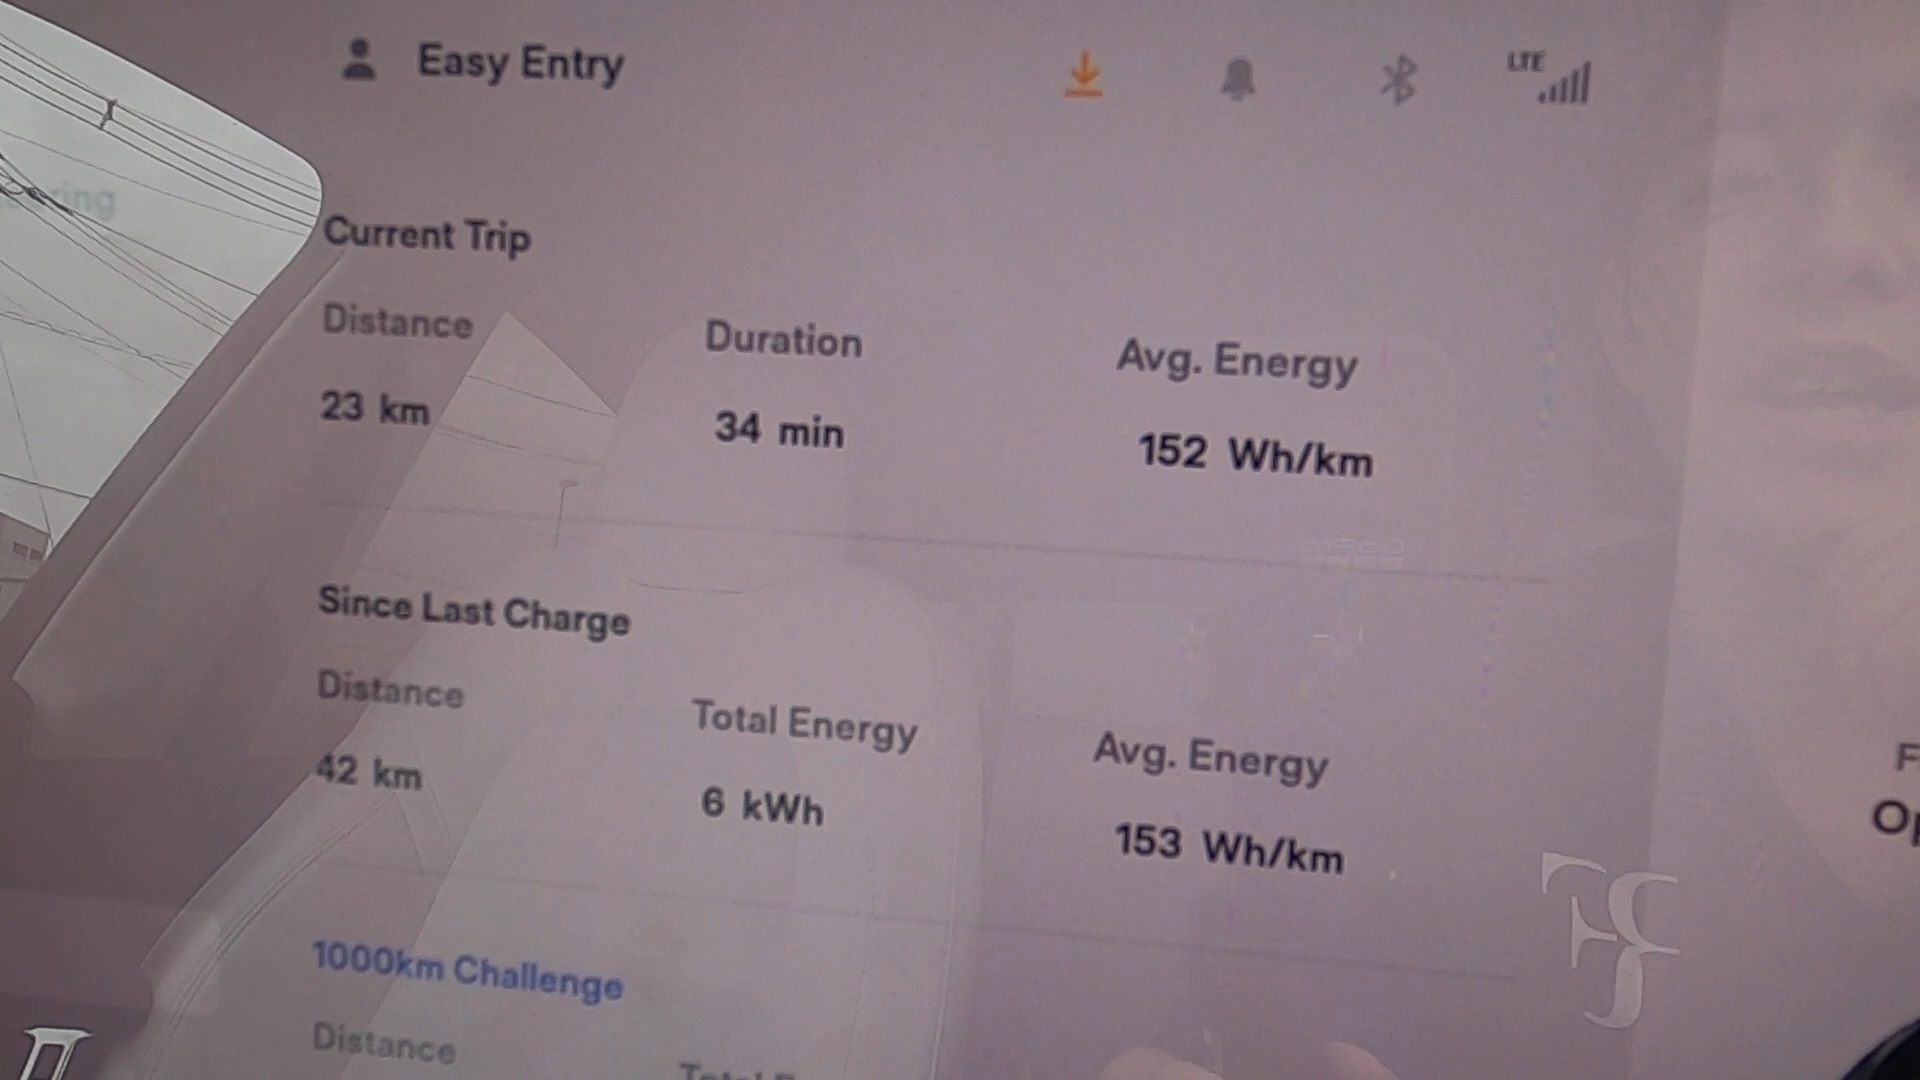 Easy Entry
LTE
Current Trip
Distance Duration Avg. Energy
23 km 34 min 152 Wh/km
Since Last Charge
Distance Total Energy Avg. Energy
42 km 6 kWh 153 Wh/km
1000km Challenge
Distance